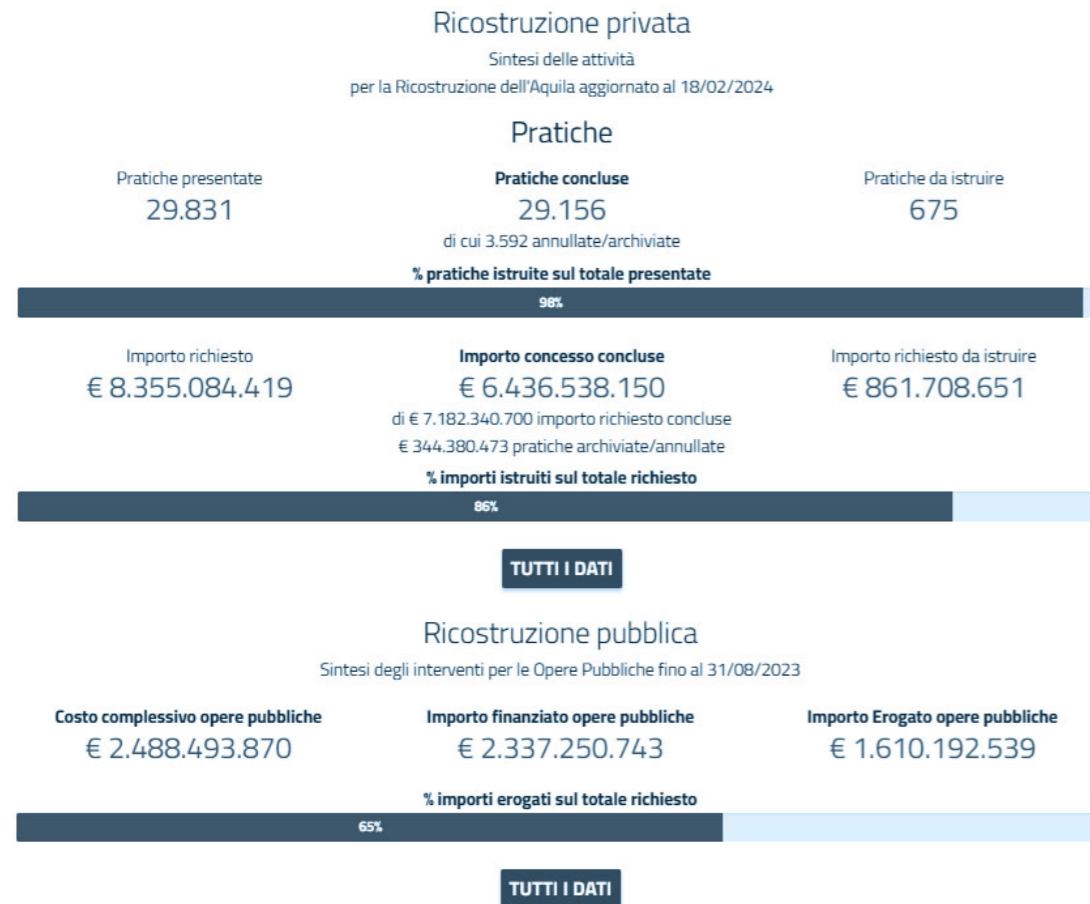 Ricostruzione privata
Sintesi delle attività
per la Ricostruzione dell'Aquila aggiornato al 18/02/2024
Pratiche
Pratiche presentate
29.831
Pratiche concluse
29.156
di cui 3.592 annullate/archiviate
Pratiche da istruire
675
% pratiche istruite sul totale presentate
98%
Importo richiesto
€ 8.355.084.419
Importo concesso concluse
€ 6.436.538.150
di € 7.182.340.700 importo richiesto concluse
€ 344.380.473 pratiche archiviate/annullate
Importo richiesto da istruire
€ 861.708.651
% importi istruiti sul totale richiesto
86%
TUTTI I DATI
Ricostruzione pubblica
Sintesi degli interventi per le Opere Pubbliche fino al 31/08/2023
Costo complessivo opere pubbliche
€ 2.488.493.870
Importo finanziato opere pubbliche
€ 2.337.250.743
Importo Erogato opere pubbliche
€ 1.610.192.539
% importi erogati sul totale richiesto
65%
TUTTI I DATI